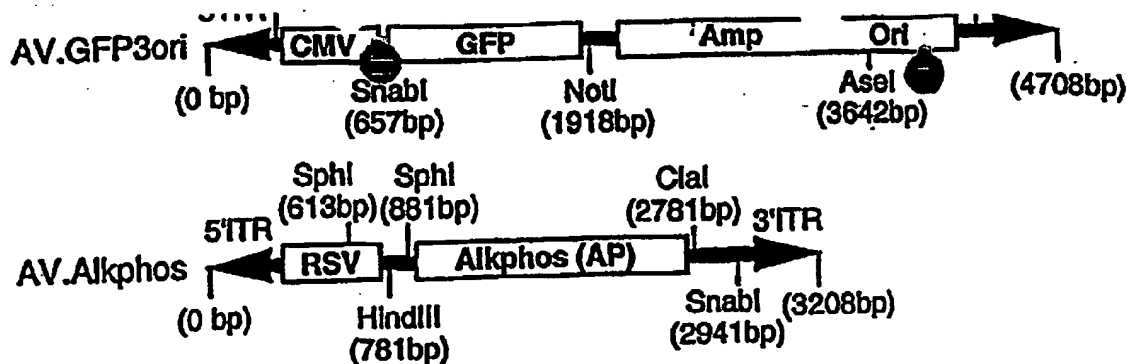 AV.GFP3ori
CMV GFP Amp Ori
(0 bp)
SnabI
(657bp)
NotI
(1918bp)
AseI
(3642bp)
(4708bp)
SphI SphI
(613bp) (881bp)
ClaI
(2781bp)
5'ITR
3'ITR
AV.Alkphos
RSV Alkphos (AP)
(0 bp)
HindIII
(781bp)
SnabI
(2941bp)
(3208bp)